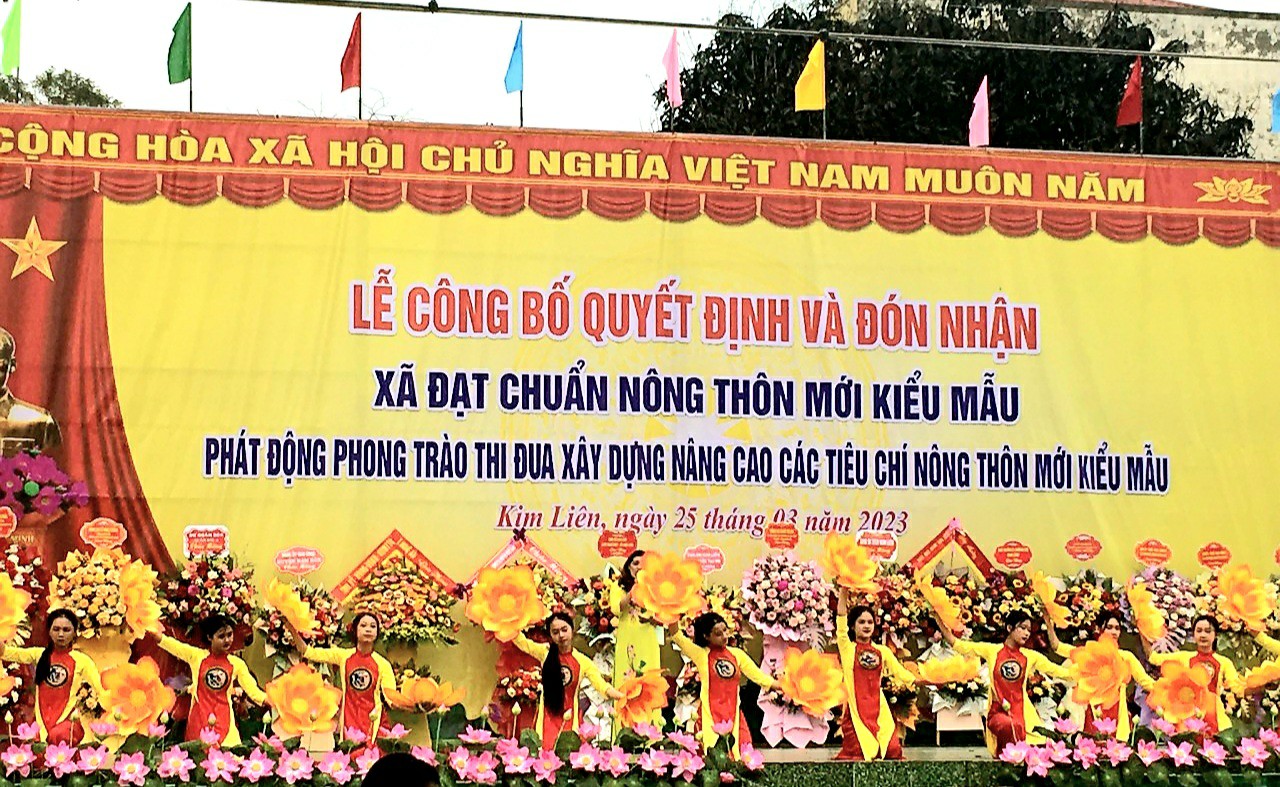 CỘNG HÒA XÃ HỘI CHỦ NGHĨA VIỆT NAM MUÔN NĂM
LỄ CÔNG BỐ QUYẾT ĐỊNH VÀ ĐÓN NHẬN
XÃ ĐẠT CHUẨN NÔNG THÔN MỚI KIỂU MẪU
PHÁT ĐỘNG PHONG TRÀO THI ĐUA XÂY DỰNG NÂNG CAO CÁC TIÊU CHÍ NÔNG THÔN MỚI KIỂU MẪU
Kim Liên, ngày 25 tháng 03 năm 2023